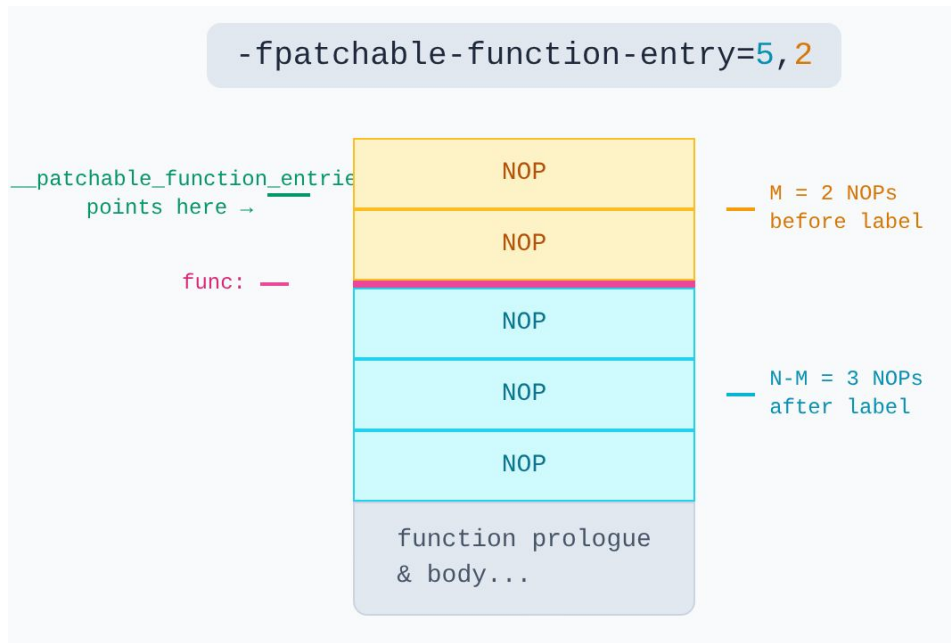 -fpatchable-function-entry=5,2
NOP
__patchable_function_entrie
points here →
M = 2 NOPs
before label
NOP
func:
NOP
NOP
N-M = 3 NOPs
after label
NOP
function prologue
& body...